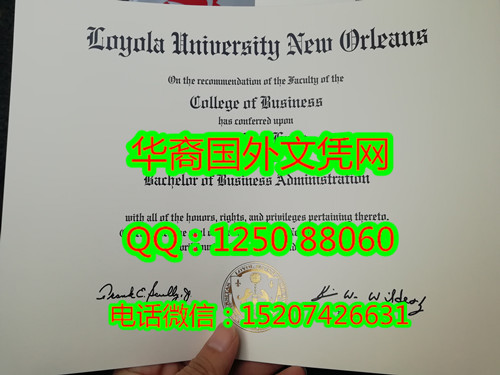 Loyola University New Orleans
On the recommendation of the Faculty of the
College of Business
has conferred upon
华裔国外文凭网
Bachelor of Business Administration
with all of the honors, rights, and privileges pertaining thereto.
QQ：1250 88060
电话微信：15207426631